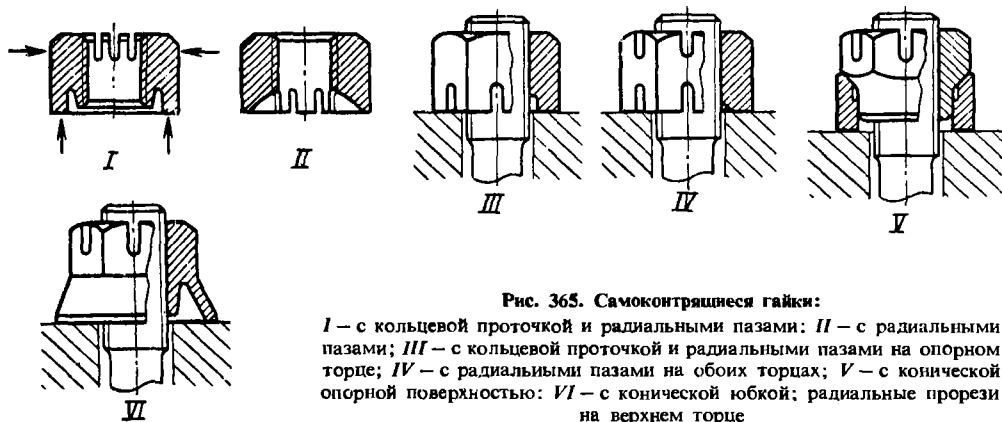 I
II
III
IV
V
VI
Рис. 365. Самоконтрящиеся гайки:
I — с кольцевой проточкой и радиальными пазами: II — с радиальными
пазами; III — с кольцевой проточкой и радиальными пазами на опорном
торце; IV — с радиальными пазами на обоих торцах; V — с конической
опорной поверхностью: VI — с конической юбкой; радиальные прорези
на верхнем торце